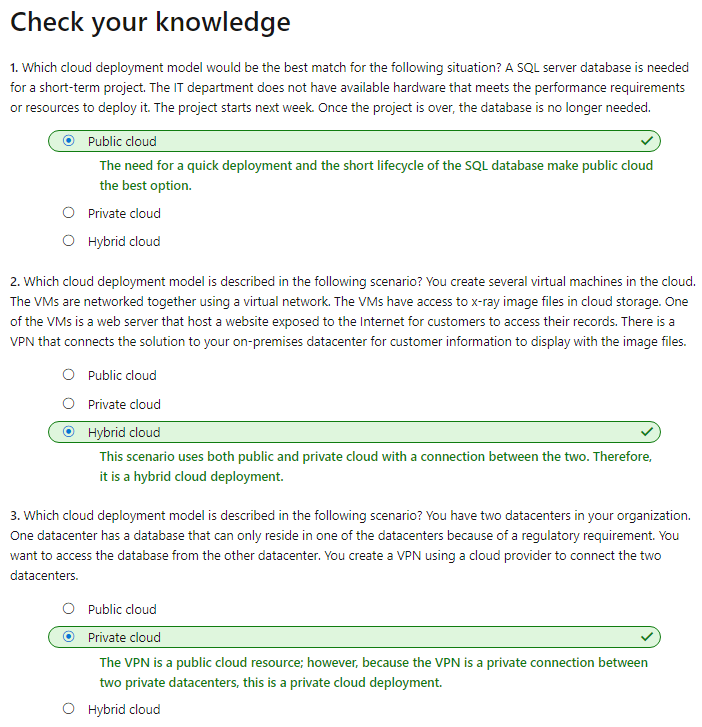 Check your knowledge
1. Which cloud deployment model would be the best match for the following situation? A SQL server database is needed
for a short-term project. The IT department does not have available hardware that meets the performance requirements
or resources to deploy it. The project starts next week. Once the project is over, the database is no longer needed.
Public cloud
The need for a quick deployment and the short lifecycle of the SQL database make public cloud
the best option.
Private cloud
Hybrid cloud
2. Which cloud deployment model is described in the following scenario? You create several virtual machines in the cloud.
The VMs are networked together using a virtual network. The VMs have access to x-ray image files in cloud storage. One
of the VMs is a web server that host a website exposed to the Internet for customers to access their records. There is a
VPN that connects the solution to your on-premises datacenter for customer information to display with the image files.
Public cloud
Private cloud
Hybrid cloud
This scenario uses both public and private cloud with a connection between the two. Therefore,
it is a hybrid cloud deployment.
3. Which cloud deployment model is described in the following scenario? You have two datacenters in your organization.
One datacenter has a database that can only reside in one of the datacenters because of a regulatory requirement. You
want to access the database from the other datacenter. You create a VPN using a cloud provider to connect the two
datacenters.
Public cloud
Private cloud
The VPN is a public cloud resource; however, because the VPN is a private connection between
two private datacenters, this is a private cloud deployment.
Hybrid cloud